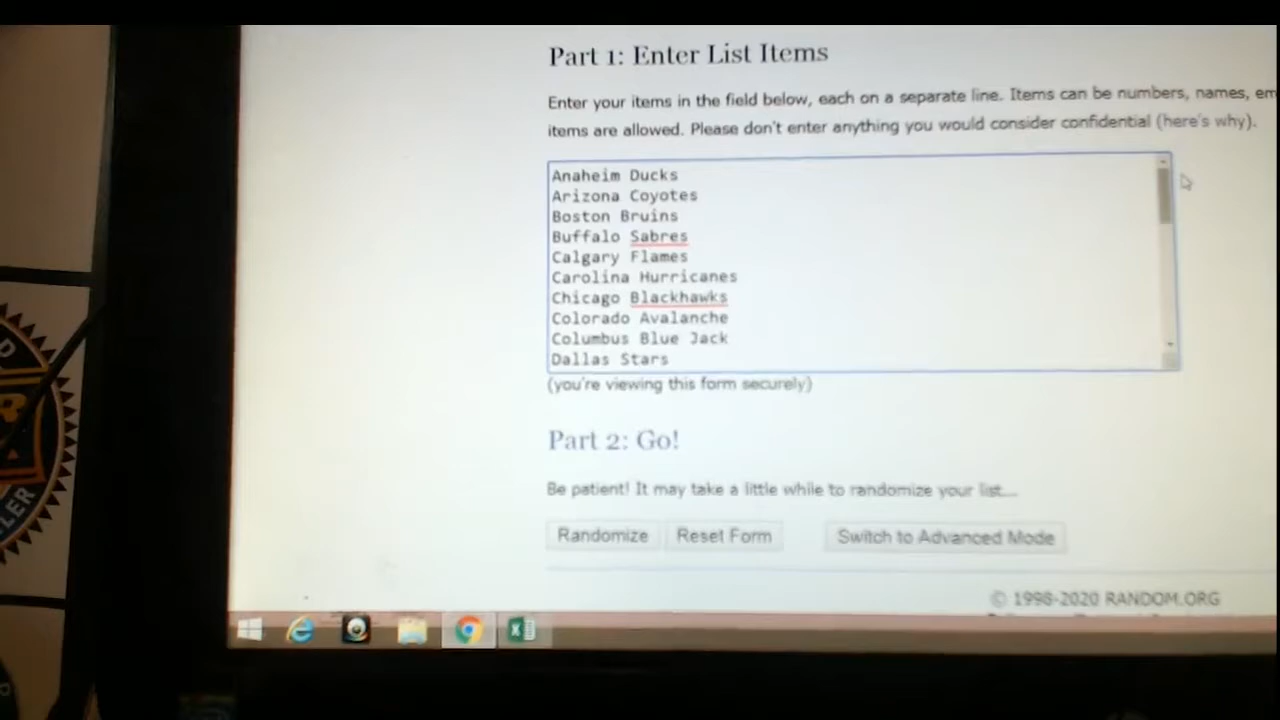 Part 1: Enter List Items
Enter your items in the field below, each on a separate line. Items can be numbers, names, em
items are allowed. Please don't enter anything you would consider confidential (here's why).
Anaheim Ducks
Arizona Coyotes
Boston Bruins
Buffalo Sabres
Calgary Flames
Carolina Hurricanes
Chicago Blackhawks
Colorado Avalanche
Columbus Blue Jack
Dallas Stars
(you're viewing this form securely)
Part 2: Go!
Be patient! It may take a little while to randomize your list...
Randomize Reset Form Switch to Advanced Mode
© 1998-2020 RANDOM.ORG